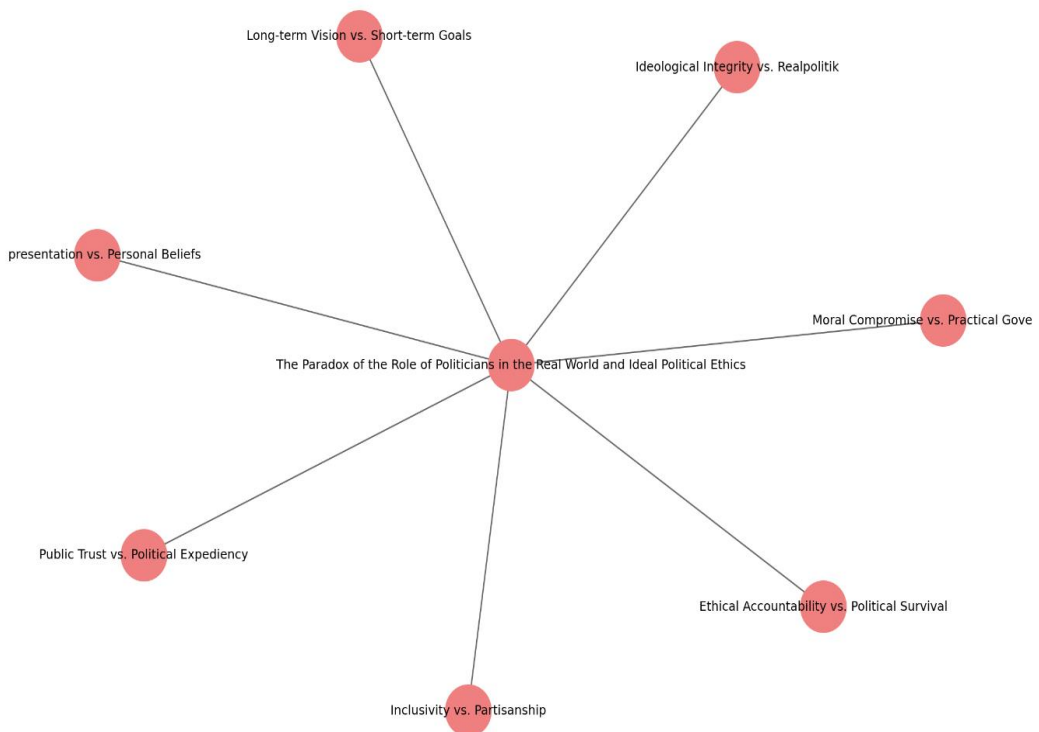 Long-term Vision vs. Short-term Goals
Ideological Integrity vs. Realpolitik
presentation vs. Personal Beliefs
Moral Compromise vs. Practical Gove
The Paradox of the Role of Politicians in the Real World and Ideal Political Ethics
Public Trust vs. Political Expediency
Ethical Accountability vs. Political Survival
Inclusivity vs. Partisanship